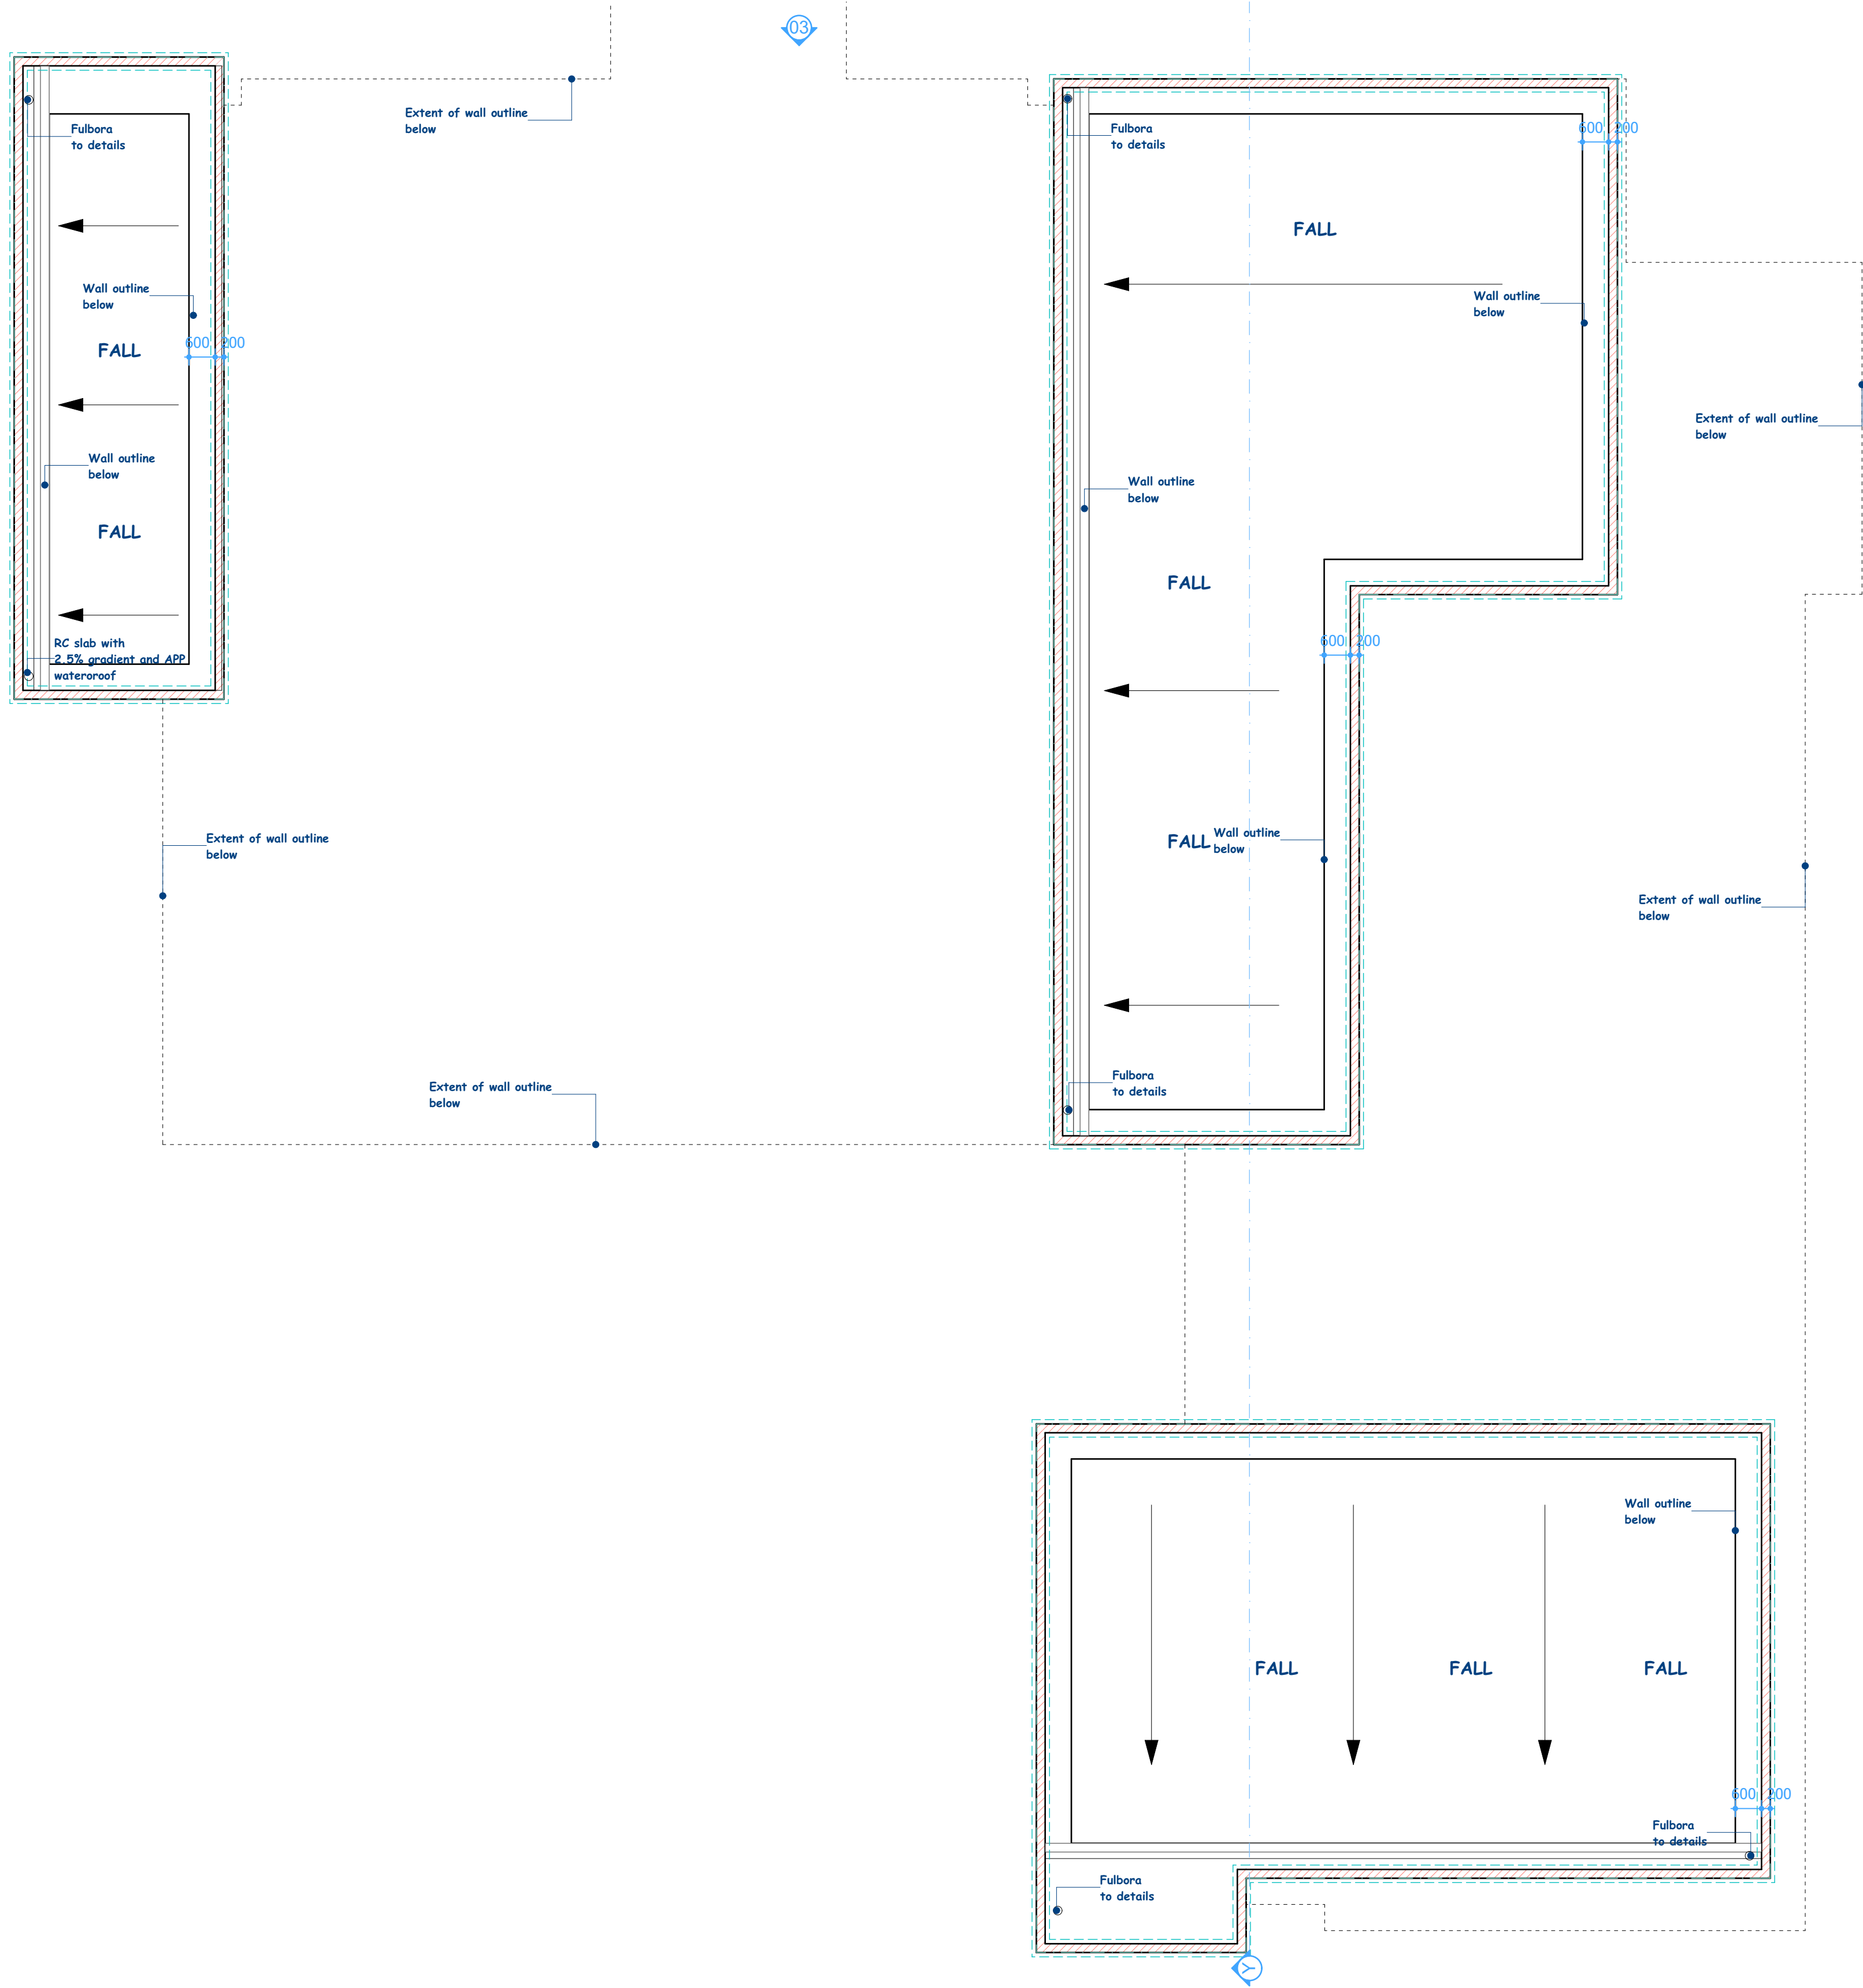 03
Extent of wall outline
below
Fulbora
to details
Fulbora
to details
600
200
FALL
Wall outline
below
Wall outline
below
FALL
600
200
Extent of wall outline
below
Wall outline
below
Wall outline
below
FALL
FALL
RC slab with
2.5% gradient and APP
wateroroof
600
200
Extent of wall outline
below
FALL
Wall outline
below
Extent of wall outline
below
Fulbora
to details
Extent of wall outline
below
Wall outline
below
FALL
FALL
FALL
600
200
Fulbora
to details
Fulbora
to details
Y